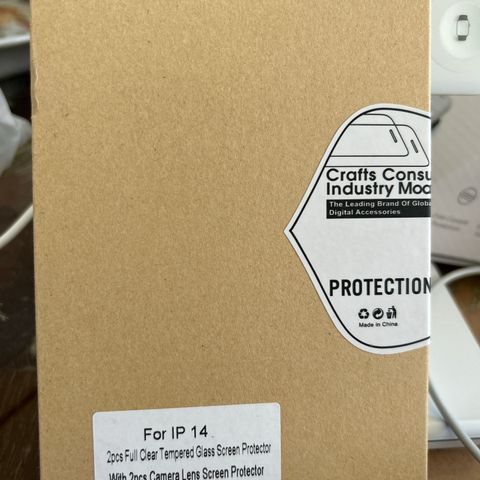 Crafts Consu
Industry Moa
The Leading Brand Of Globa
Digital Accessories
PROTECTION
Made in China
For IP 14
2pcs Full Clear Tempered Glass Screen Protector
With 2pcs Camera Lens Screen Protector